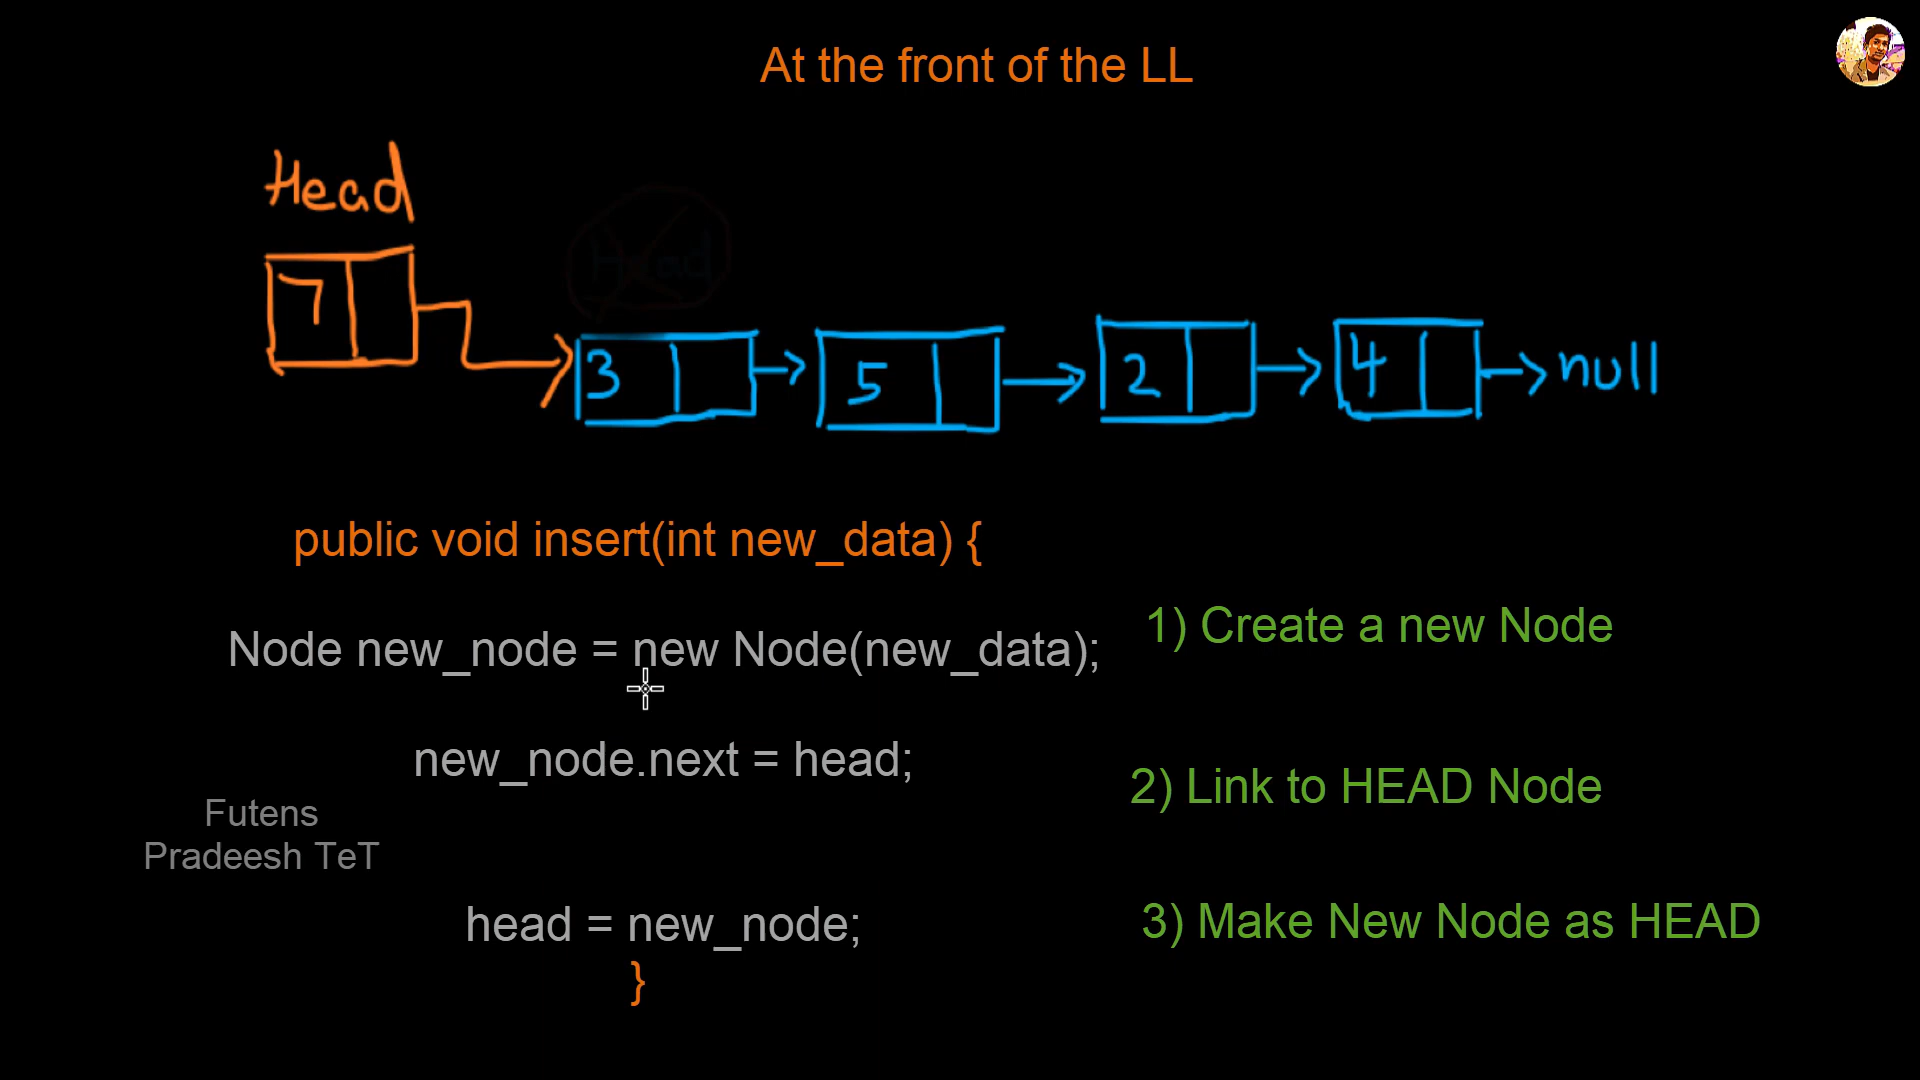 At the front of the LL
Head
Head
7
3 5 2 4 null
public void insert(int new_data) {
Node new_node = new Node(new_data);
1) Create a new Node
new_node.next = head;
2) Link to HEAD Node
Futens
Pradeesh TeT
head = new_node;
3) Make New Node as HEAD
}